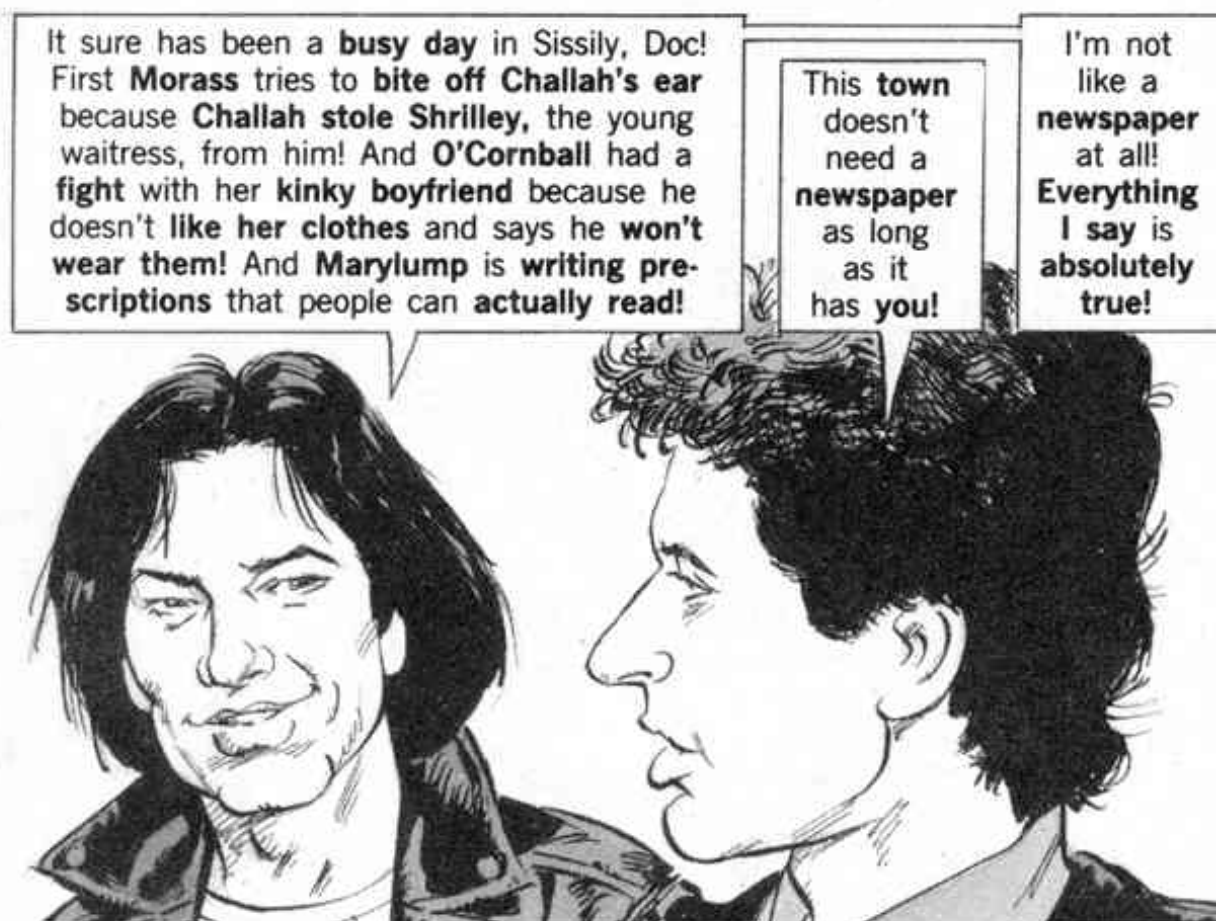 It sure has been a busy day in Sissily, Doc!
First Morass tries to bite off Challah's ear
because Challah stole Shrilley, the young
waitress, from him! And O'Cornball had a
fight with her kinky boyfriend because he
doesn't like her clothes and says he won't
wear them! And Marylump is writing pre-
scriptions that people can actually read!
This town
doesn't
need a
newspaper
as long
as it
has you!
I'm not
like a
newspaper
at all!
Everything
I say is
absolutely
true!